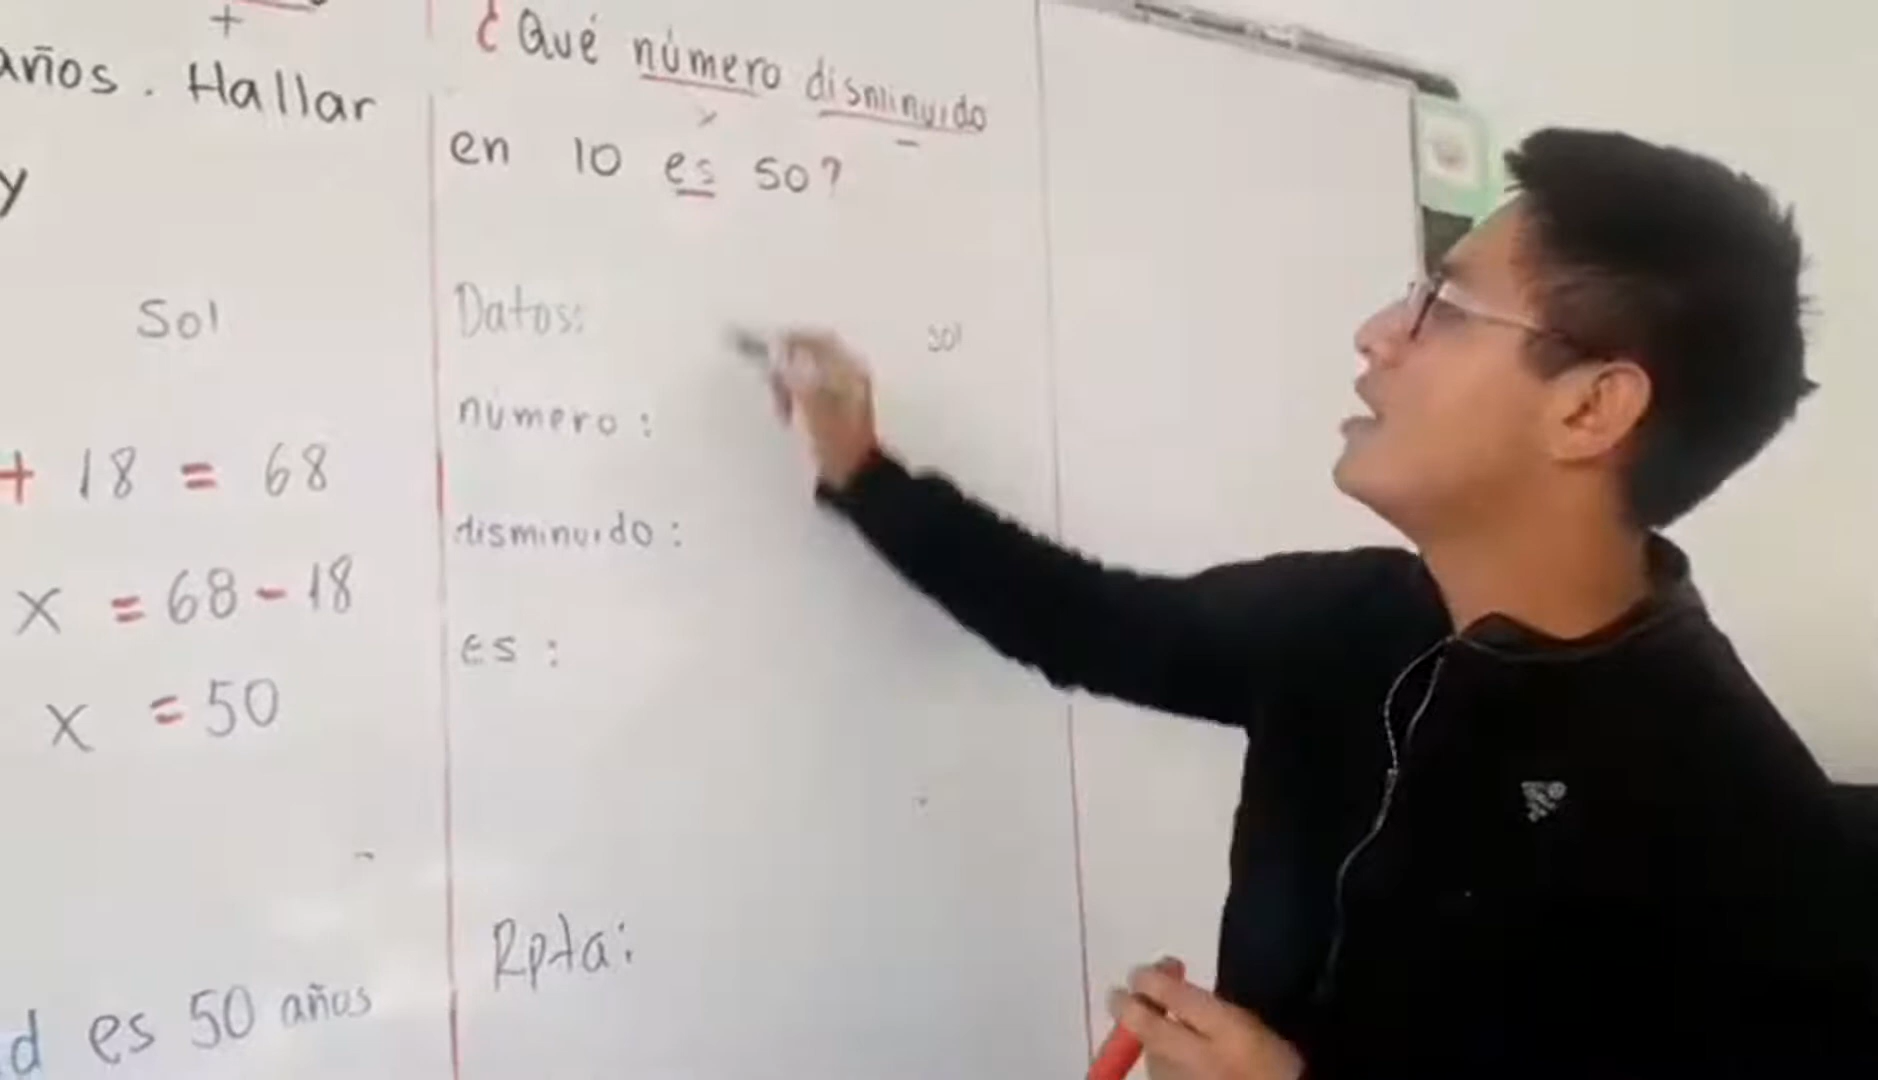 +
años. Hallar
y
Sol
+ 18 = 68
x = 68 - 18
x = 50
d es 50 años
¿Qué número disminuido
x -
en 10 es 50?
Datos: sol
número:
disminuido:
es:
Rpta: